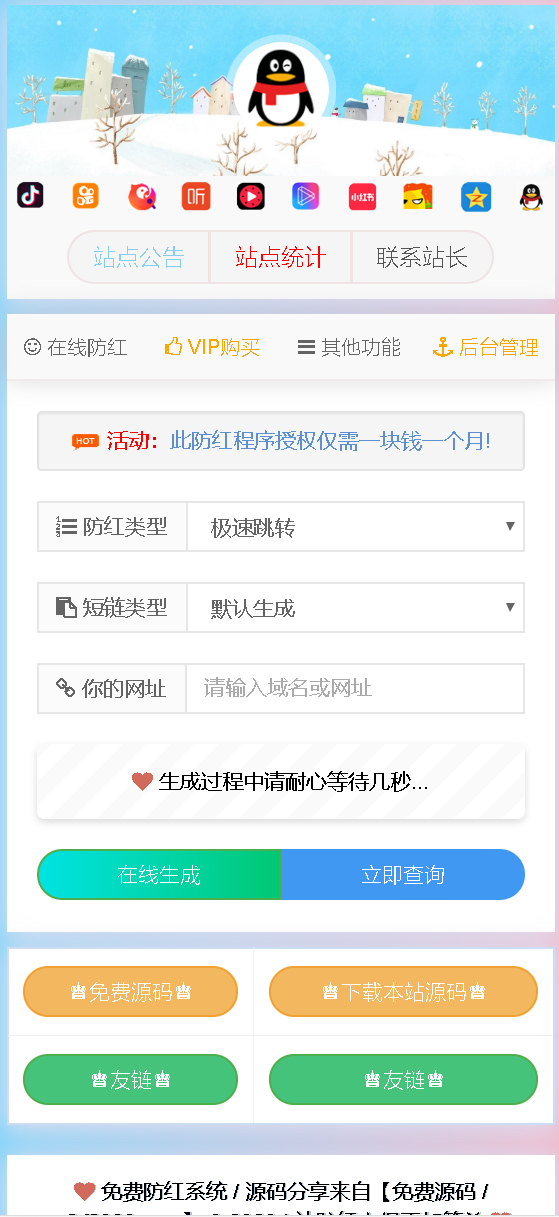 听
小红书
站点公告 站点统计 联系站长
在线防红 VIP购买 其他功能 后台管理
HOT 活动：此防红程序授权仅需一块钱一个月!
防红类型 极速跳转
短链类型 默认生成
你的网址 请输入域名或网址
生成过程中请耐心等待几秒...
在线生成 立即查询
♕免费源码♕ ♕下载本站源码♕
♕友链♕ ♕友链♕
免费防红系统 / 源码分享来自【免费源码 /